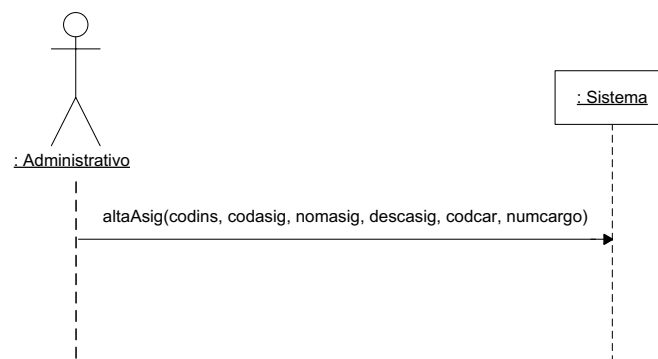 : Sistema
: Administrativo
altaAsig(codins, codasig, nomasig, descasig, codcar, numcargo)